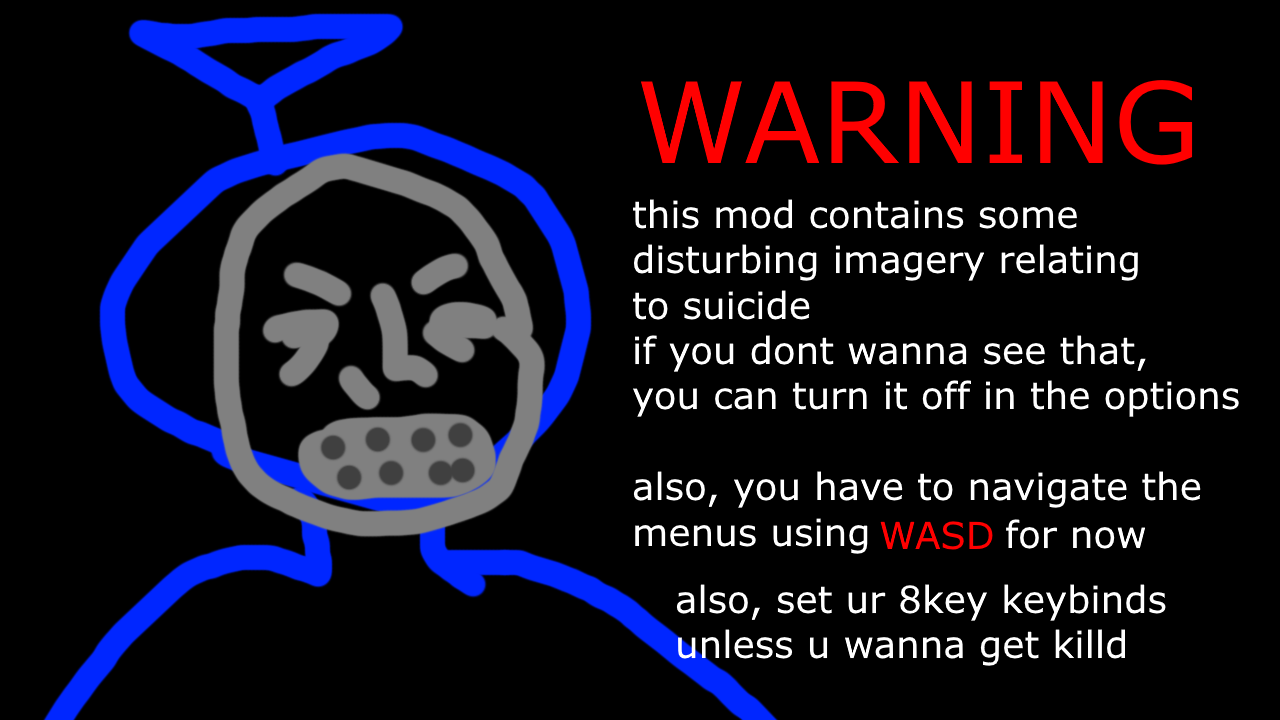 WARNING
this mod contains some
disturbing imagery relating
to suicide
if you dont wanna see that,
you can turn it off in the options
also, you have to navigate the
menus using WASD for now
also, set ur 8key keybinds
unless u wanna get killd